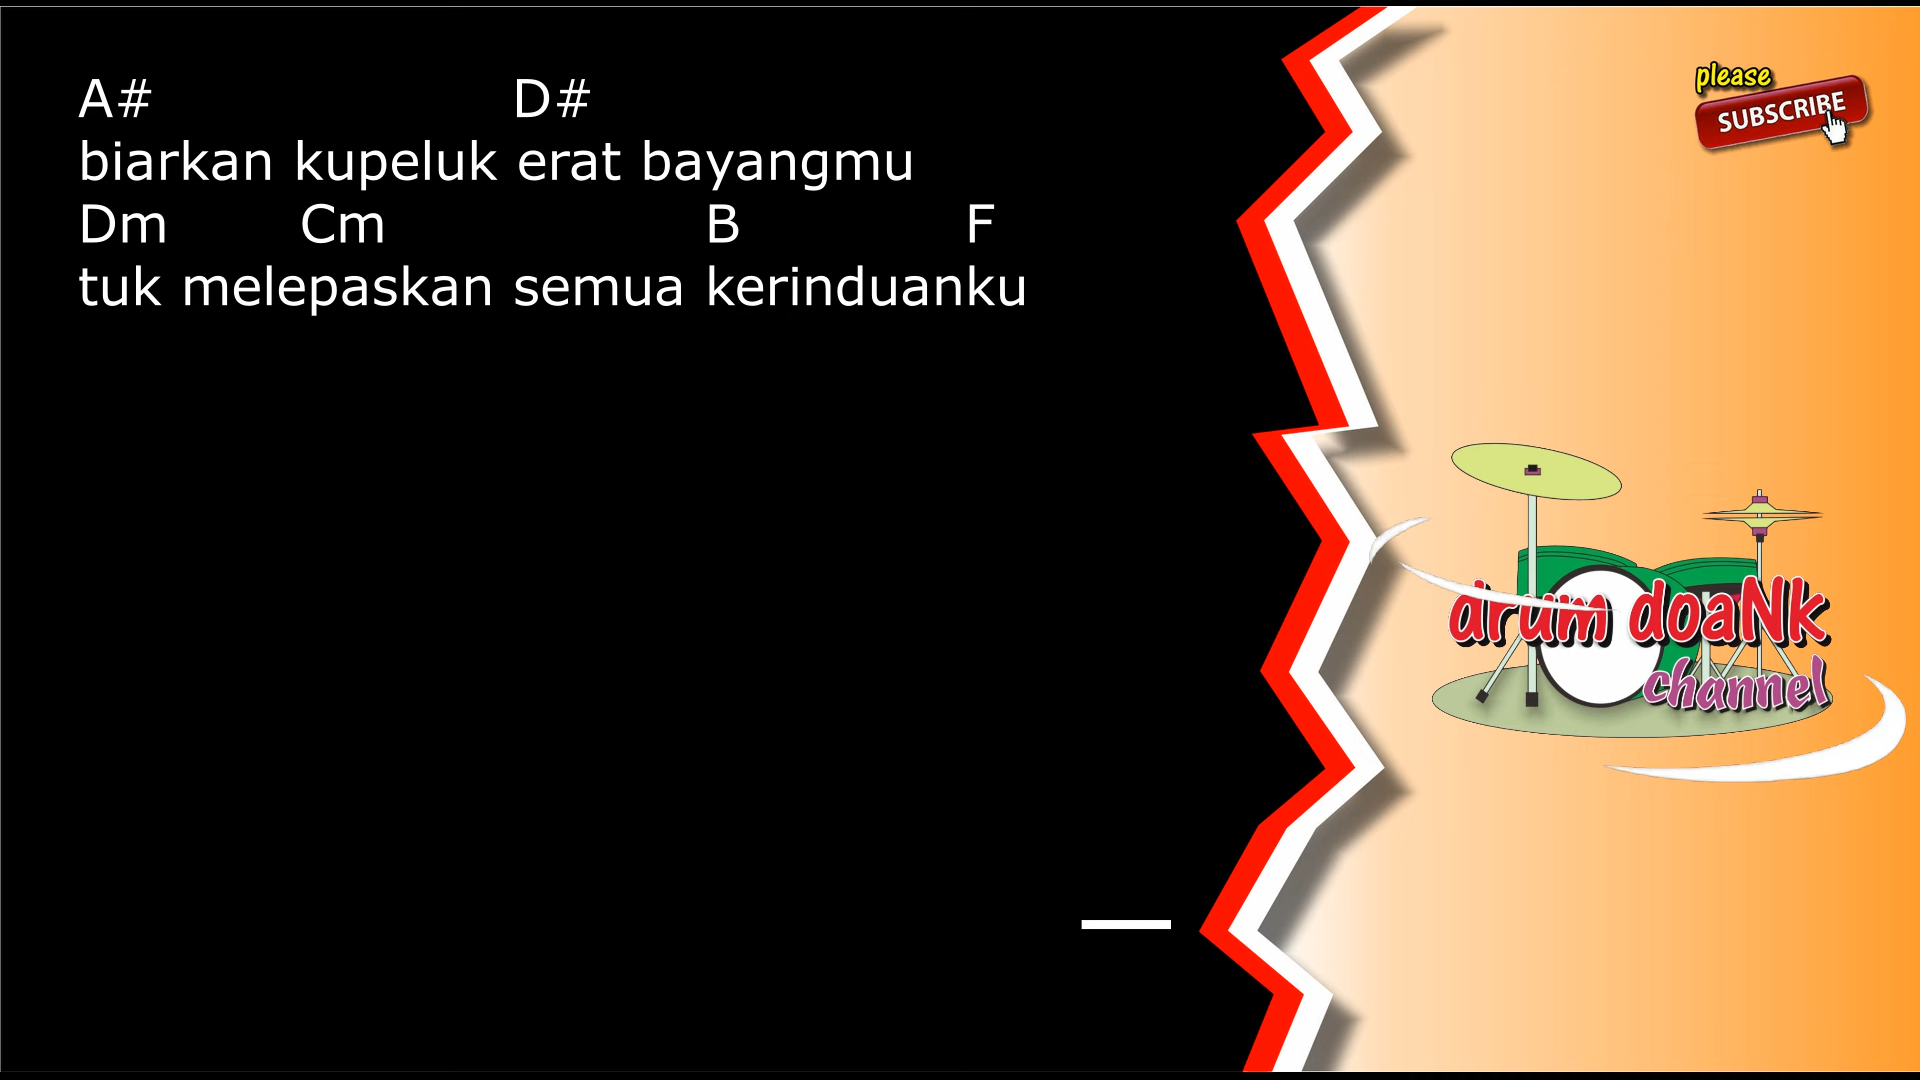 A# D#
biarkan kupeluk erat bayangmu
Dm Cm B F
tuk melepaskan semua kerinduanku
please
SUBSCRIBE
drum doaNk
channel